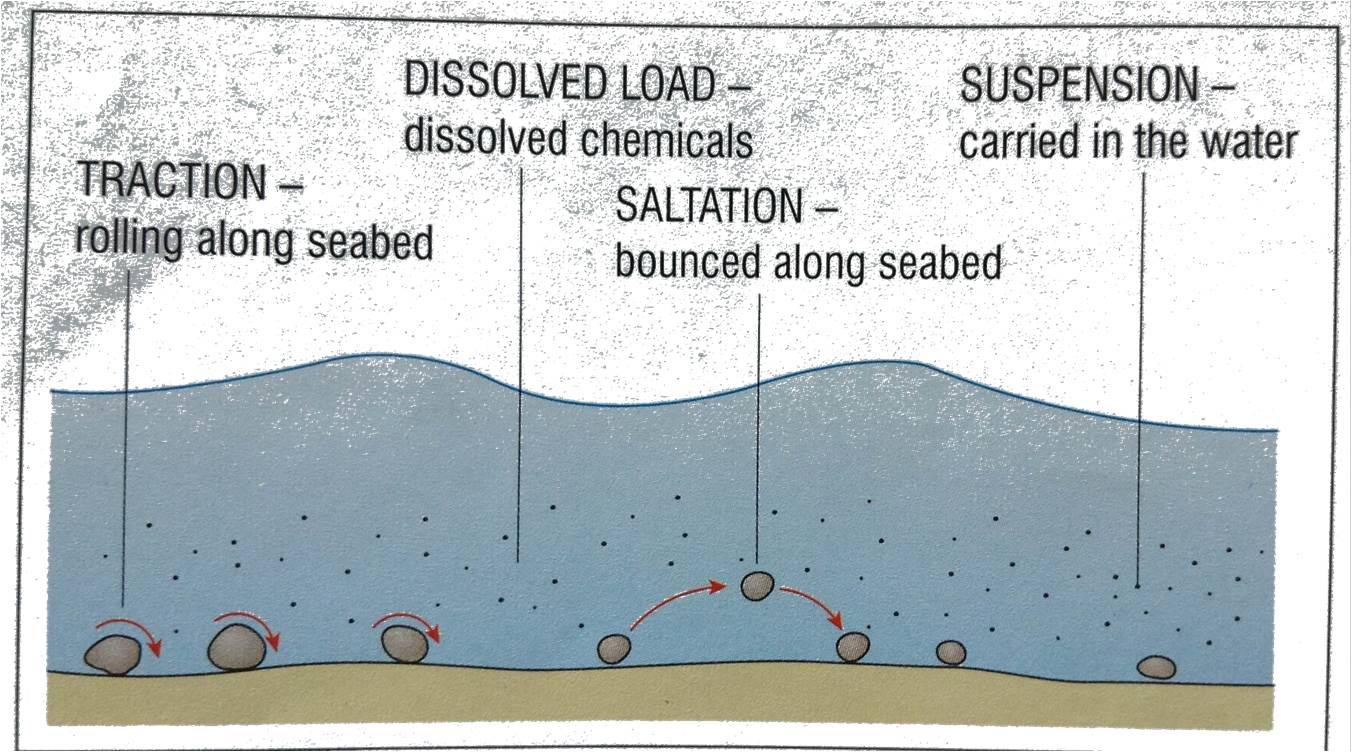 TRACTION –
rolling along seabed
DISSOLVED LOAD –
dissolved chemicals
SALTATION –
bounced along seabed
SUSPENSION –
carried in the water